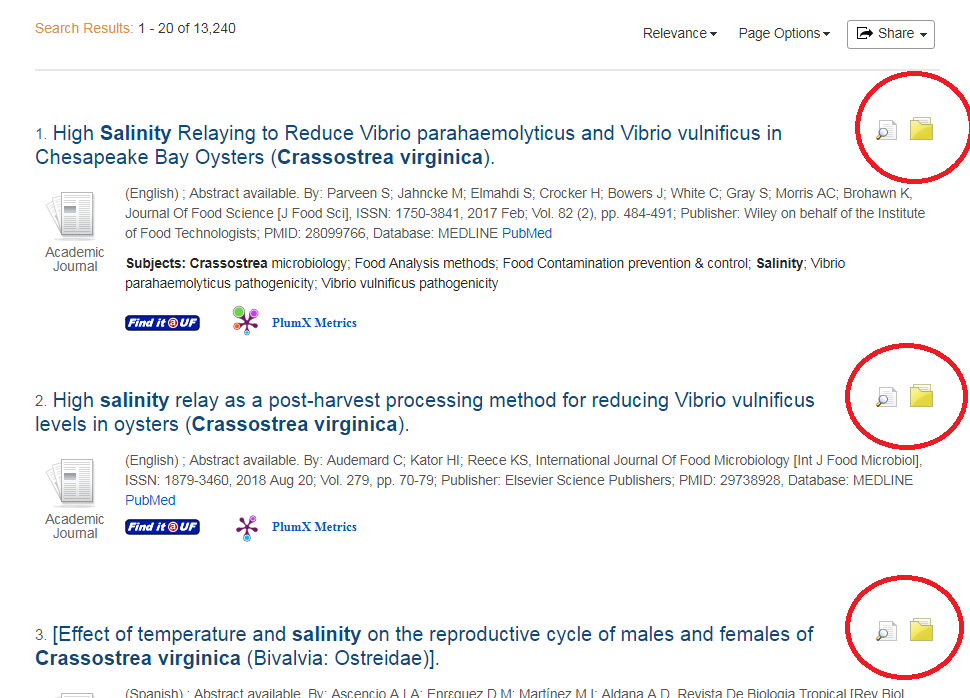 Search Results: 1 - 20 of 13,240
Relevance Page Options Share
1. High Salinity Relaying to Reduce Vibrio parahaemolyticus and Vibrio vulnificus in
Chesapeake Bay Oysters (Crassostrea virginica).
(English) ; Abstract available. By: Parveen S; Jahncke M; Elmahdi S; Crocker H; Bowers J; White C; Gray S; Morris AC; Brohawn K,
Journal Of Food Science [J Food Sci], ISSN: 1750-3841, 2017 Feb; Vol. 82 (2), pp. 484-491; Publisher: Wiley on behalf of the Institute
of Food Technologists; PMID: 28099766, Database: MEDLINE PubMed
Academic
Journal
Subjects: Crassostrea microbiology; Food Analysis methods; Food Contamination prevention & control; Salinity; Vibrio
parahaemolyticus pathogenicity; Vibrio vulnificus pathogenicity
Find it @ UF PlumX Metrics
2. High salinity relay as a post-harvest processing method for reducing Vibrio vulnificus
levels in oysters (Crassostrea virginica).
(English) ; Abstract available. By: Audemard C; Kator HI; Reece KS, International Journal Of Food Microbiology [Int J Food Microbiol],
ISSN: 1879-3460, 2018 Aug 20; Vol. 279, pp. 70-79; Publisher: Elsevier Science Publishers; PMID: 29738928, Database: MEDLINE
PubMed
Academic
Journal
Find it @ UF PlumX Metrics
3. [Effect of temperature and salinity on the reproductive cycle of males and females of
Crassostrea virginica (Bivalvia: Ostreidae)].
(Spanish) ; Abstract available. By: Ascencio A LA; Enrsguez D M; Martínez M I; Aldana A D, Revista De Biologia Tropical [Rev Biol